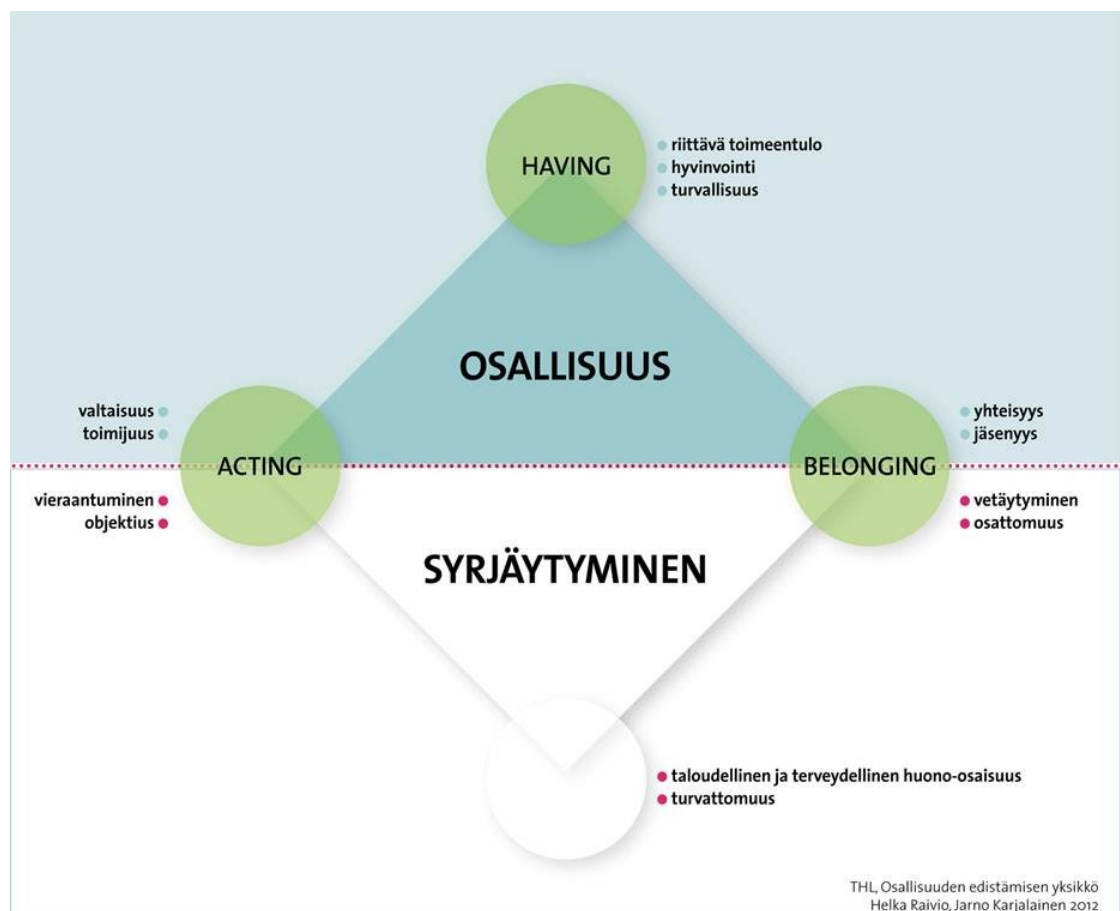 HAVING
riittävä toimeentulo
hyvinvointi
turvallisuus
OSALLISUUS
valtaisuus
toimijuus
ACTING
BELONGING
yhteisyys
jäsenyys
vieraantuminen
objektius
vetäytyminen
osattomuus
SYRJÄYTYMINEN
taloudellinen ja terveydellinen huono-osaisuus
turvattomuus
THL, Osallisuuden edistämisen yksikkö
Helka Raivio, Jarno Karjalainen 2012